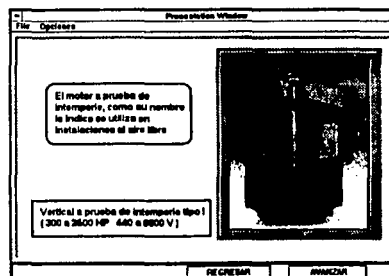 Presentation Window
File Opciones
El motor a prueba de
intemperie, como su nombre
lo indica se utiliza en
instalaciones al aire libre
Vertical a prueba de intemperie tipo I
( 300 a 3500 HP 440 a 6600 V )
REGRESAR AVANZAR